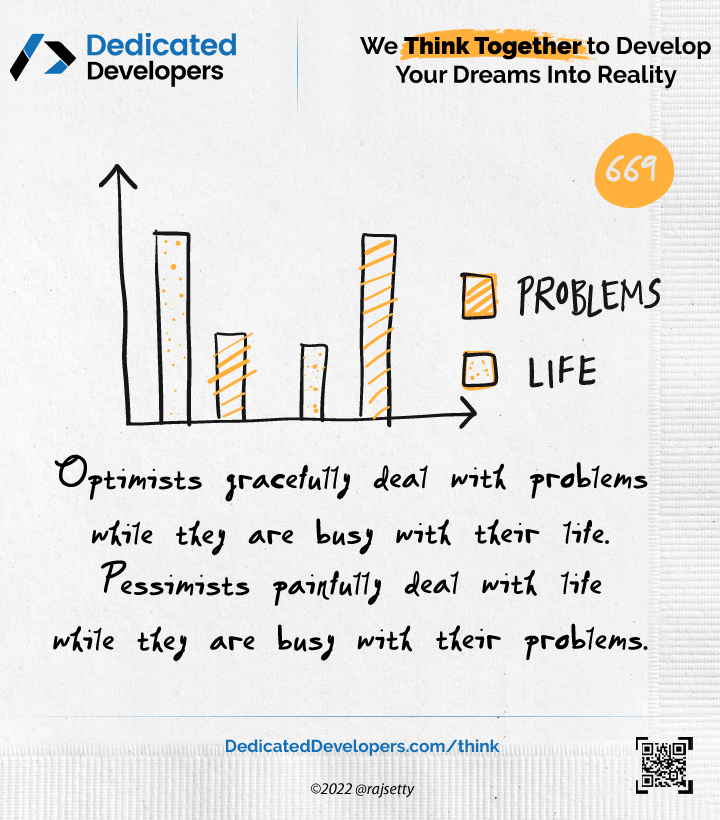 Dedicated
Developers
We Think Together to Develop
Your Dreams Into Reality
669
PROBLEMS
LIFE
Optimists gracefully deal with problems
while they are busy with their life.
Pessimists painfully deal with life
while they are busy with their problems.
DedicatedDevelopers.com/think
©2022 @rajsetty